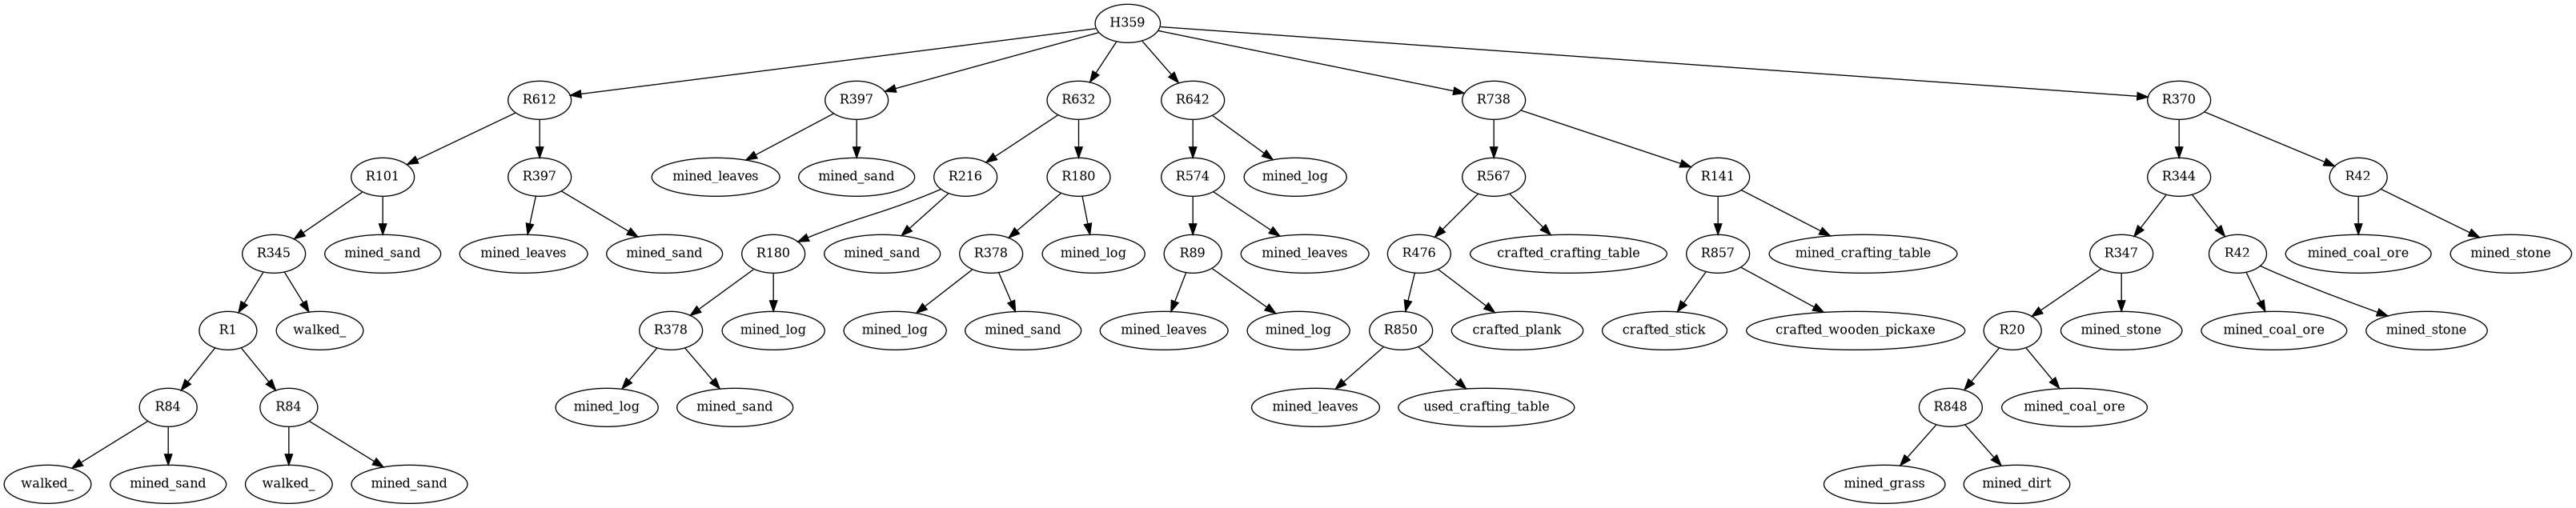 H359
R612
R397
R632
R642
R738
R370
R101
R397
mined_leaves
mined_sand
R216
R180
R574
mined_log
R567
R141
R344
R42
R345
mined_sand
mined_leaves
mined_sand
R180
mined_sand
R378
mined_log
R89
mined_leaves
R476
crafted_crafting_table
R857
mined_crafting_table
R347
R42
mined_coal_ore
mined_stone
R1
walked_
R378
mined_log
mined_log
mined_sand
mined_leaves
mined_log
R850
crafted_plank
crafted_stick
crafted_wooden_pickaxe
R20
mined_stone
mined_coal_ore
mined_stone
R84
R84
mined_log
mined_sand
mined_leaves
used_crafting_table
R848
mined_coal_ore
walked_
mined_sand
walked_
mined_sand
mined_grass
mined_dirt